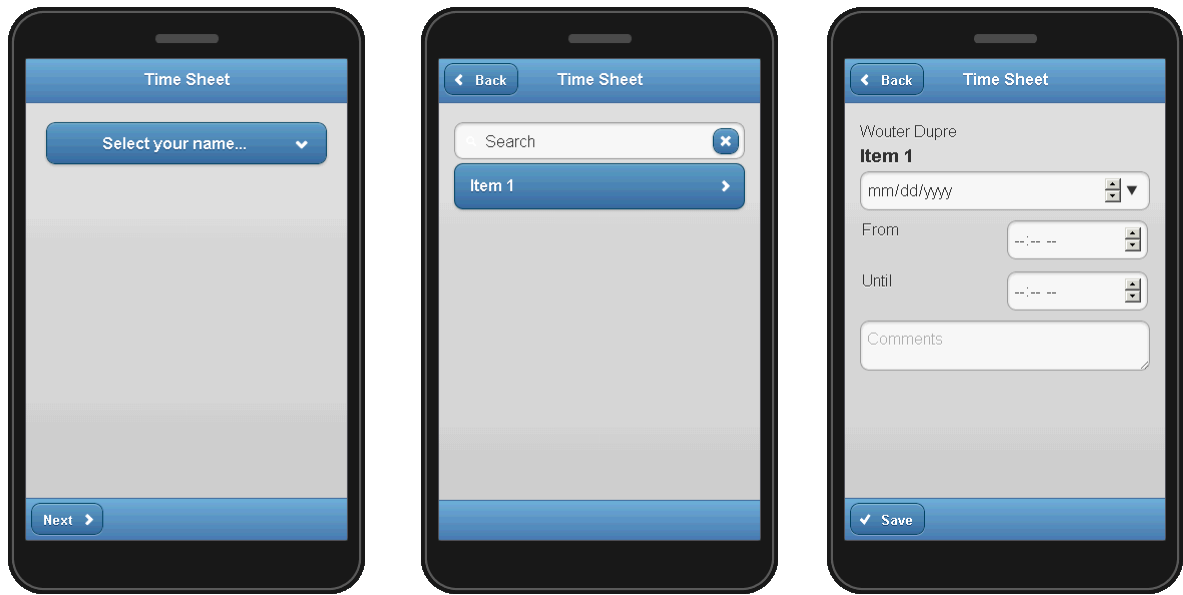 Time Sheet
Select your name...
Next
Back
Time Sheet
Search
Item 1
Back
Time Sheet
Wouter Dupre
Item 1
mm/dd/yyyy
From
--:-- --
Until
--:-- --
Comments
Save